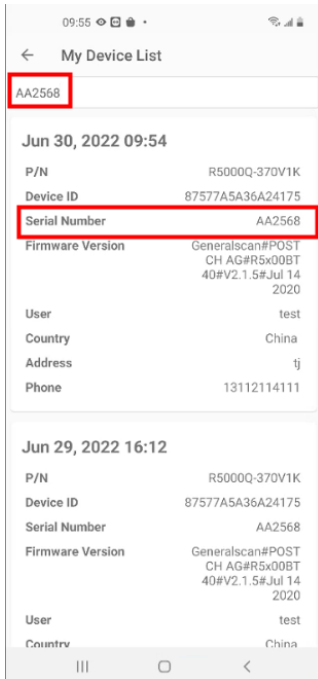 09:55
My Device List
AA2568
Jun 30, 2022 09:54
P/N R5000Q-370V1K
Device ID 87577A5A36A24175
Serial Number AA2568
Firmware Version Generalscan#POST
CH AG#R5x00BT
40#V2.1.5#Jul 14
2020
User test
Country China
Address tj
Phone 13112114111
Jun 29, 2022 16:12
P/N R5000Q-370V1K
Device ID 87577A5A36A24175
Serial Number AA2568
Firmware Version Generalscan#POST
CH AG#R5x00BT
40#V2.1.5#Jul 14
2020
User test
Country China